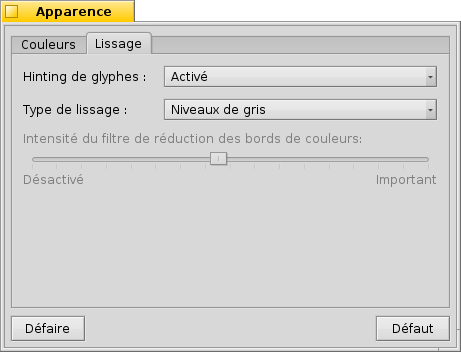 Apparence
Couleurs Lissage
Hinting de glyphes : Activé
Type de lissage : Niveaux de gris
Intensité du filtre de réduction des bords de couleurs:
Désactivé Important
Défaire Défaut